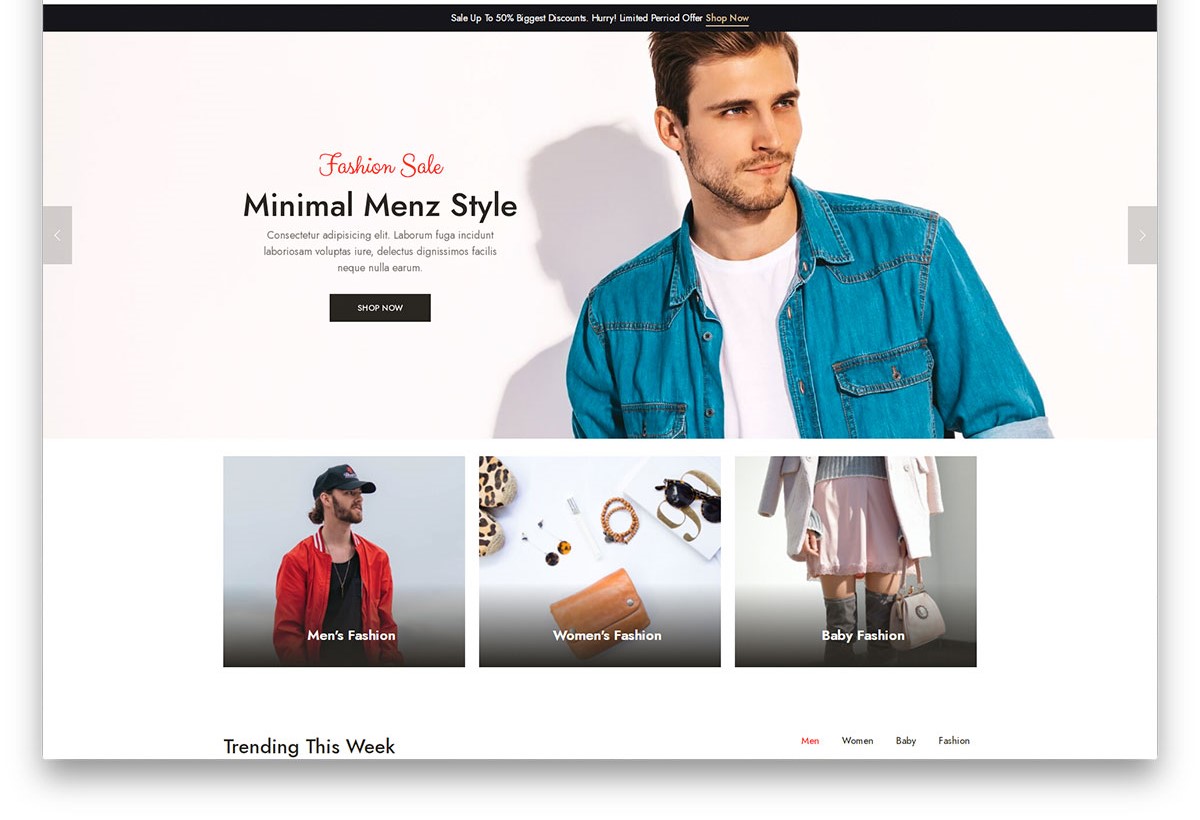 Sale Up To 50% Biggest Discounts. Hurry! Limited Perriod Offer Shop Now
Fashion Sale
Minimal Menz Style
Consectetur adipisicing elit. Laborum fuga incidunt
laboriosam voluptas iure, delectus dignissimos facilis
neque nulla earum.
SHOP NOW
Men's Fashion
Women's Fashion
Baby Fashion
Trending This Week
Men Women Baby Fashion